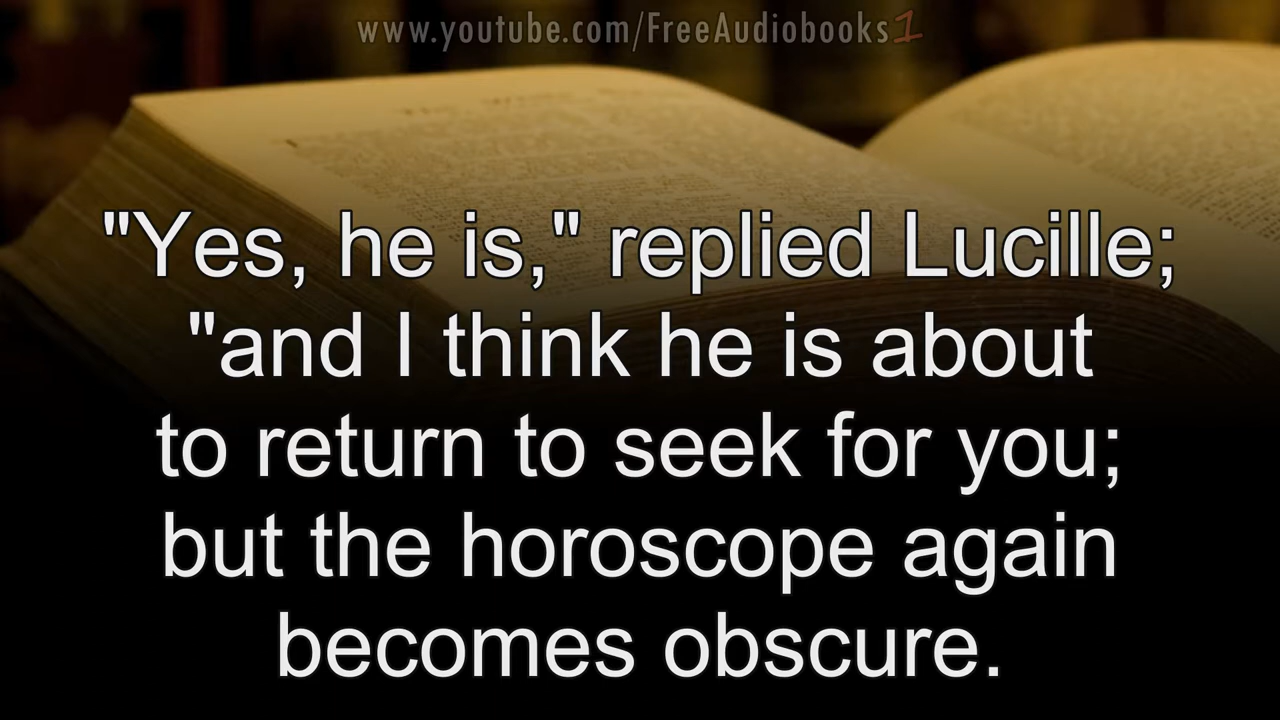 www.youtube.com/FreeAudiobooks1
"Yes, he is," replied Lucille;
"and I think he is about
to return to seek for you;
but the horoscope again
becomes obscure.